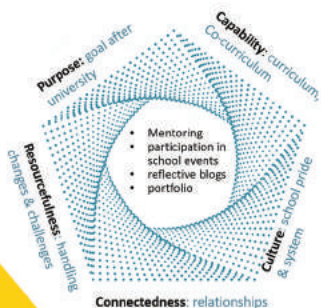 Purpose: goal after
university
Capability: curriculum,
Co-curriculum
• Mentoring
• participation in
school events
• reflective blogs
• portfolio
Resourcefulness: handling
changes & challenges
Culture: school pride
& system
Connectedness: relationships